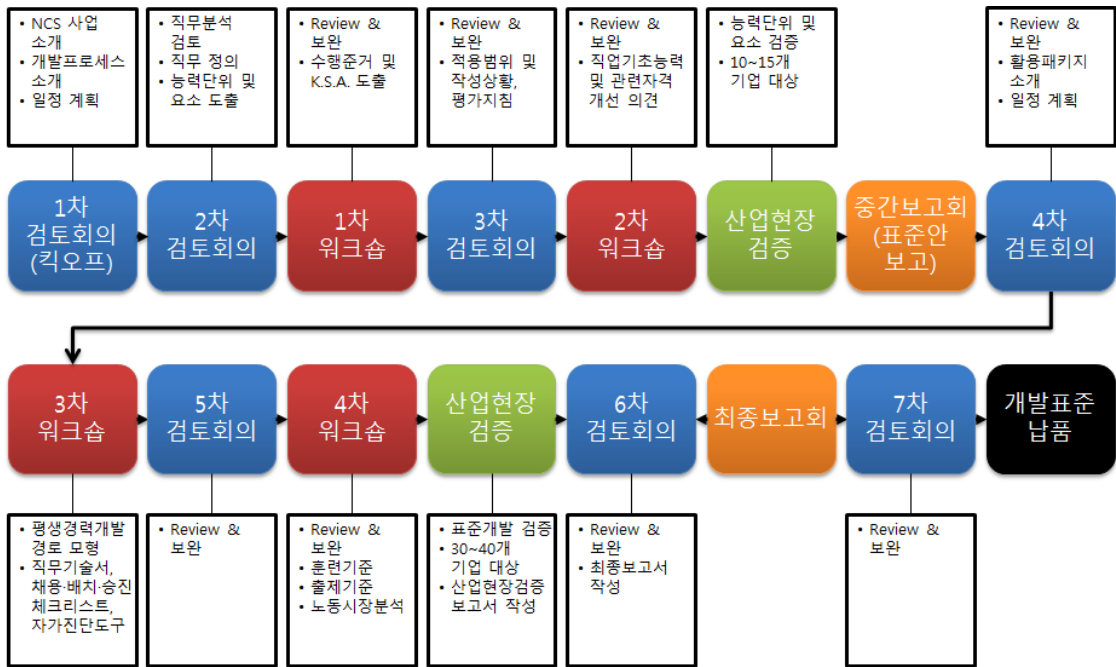 • NCS 사업
소개
• 개발프로세스
소개
• 일정 계획
• 직무분석
검토
• 직무 정의
• 능력단위 및
요소 도출
• Review &
보완
• 수행준거 및
K.S.A. 도출
• Review &
보완
• 적용범위 및
작성상황,
평가지침
• Review &
보완
• 직업기초능력
및 관련자격
개선 의견
• 능력단위 및
요소 검증
• 10~15개
기업 대상
• Review &
보완
• 활용패키지
소개
• 일정 계획
1차
검토회의
(킥오프)
2차
검토회의
1차
워크숍
3차
검토회의
2차
워크숍
산업현장
검증
중간보고회
(표준안
보고)
4차
검토회의
3차
워크숍
5차
검토회의
4차
워크숍
산업현장
검증
6차
검토회의
최종보고회
7차
검토회의
개발표준
납품
• 평생경력개발
경로 모형
• 직무기술서,
채용·배치·승진
체크리스트,
자가진단도구
• Review &
보완
• Review &
보완
• 훈련기준
• 출제기준
• 노동시장분석
• 표준개발 검증
• 30~40개
기업 대상
• 산업현장검증
보고서 작성
• Review &
보완
• 최종보고서
작성
• Review &
보완